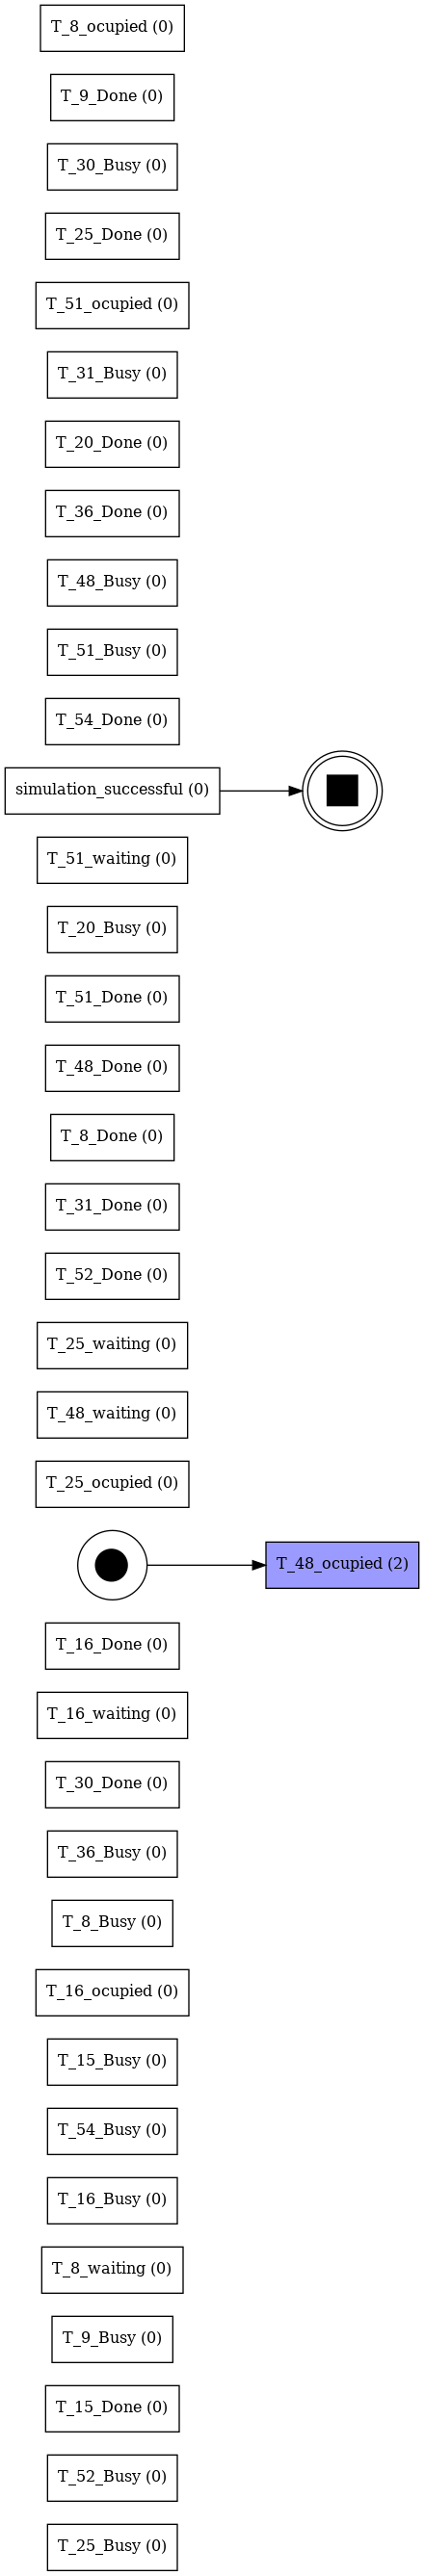 T_8_ocupied (0)
T_9_Done (0)
T_30_Busy (0)
T_25_Done (0)
T_51_ocupied (0)
T_31_Busy (0)
T_20_Done (0)
T_36_Done (0)
T_48_Busy (0)
T_51_Busy (0)
T_54_Done (0)
simulation_successful (0)
T_51_waiting (0)
T_20_Busy (0)
T_51_Done (0)
T_48_Done (0)
T_8_Done (0)
T_31_Done (0)
T_52_Done (0)
T_25_waiting (0)
T_48_waiting (0)
T_25_ocupied (0)
T_48_ocupied (2)
T_16_Done (0)
T_16_waiting (0)
T_30_Done (0)
T_36_Busy (0)
T_8_Busy (0)
T_16_ocupied (0)
T_15_Busy (0)
T_54_Busy (0)
T_16_Busy (0)
T_8_waiting (0)
T_9_Busy (0)
T_15_Done (0)
T_52_Busy (0)
T_25_Busy (0)